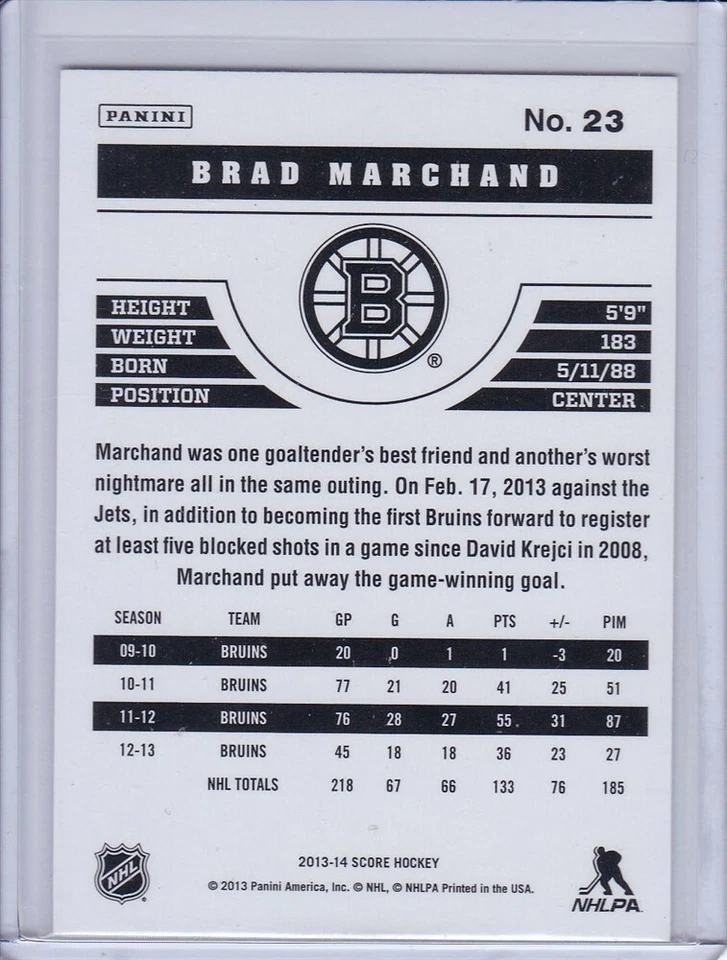 PANINI
No. 23
BRAD MARCHAND
B
®
HEIGHT 5'9"
WEIGHT 183
BORN 5/11/88
POSITION CENTER
Marchand was one goaltender's best friend and another's worst
nightmare all in the same outing. On Feb. 17, 2013 against the
Jets, in addition to becoming the first Bruins forward to register
at least five blocked shots in a game since David Krejci in 2008,
Marchand put away the game-winning goal.
SEASON TEAM GP G A PTS +/- PIM
09-10 BRUINS 20 0 1 1 -3 20
10-11 BRUINS 77 21 20 41 25 51
11-12 BRUINS 76 28 27 55 31 87
12-13 BRUINS 45 18 18 36 23 27
NHL TOTALS 218 67 66 133 76 185
NHL
2013-14 SCORE HOCKEY
© 2013 Panini America, Inc. © NHL, © NHLPA Printed in the USA.
NHLPA